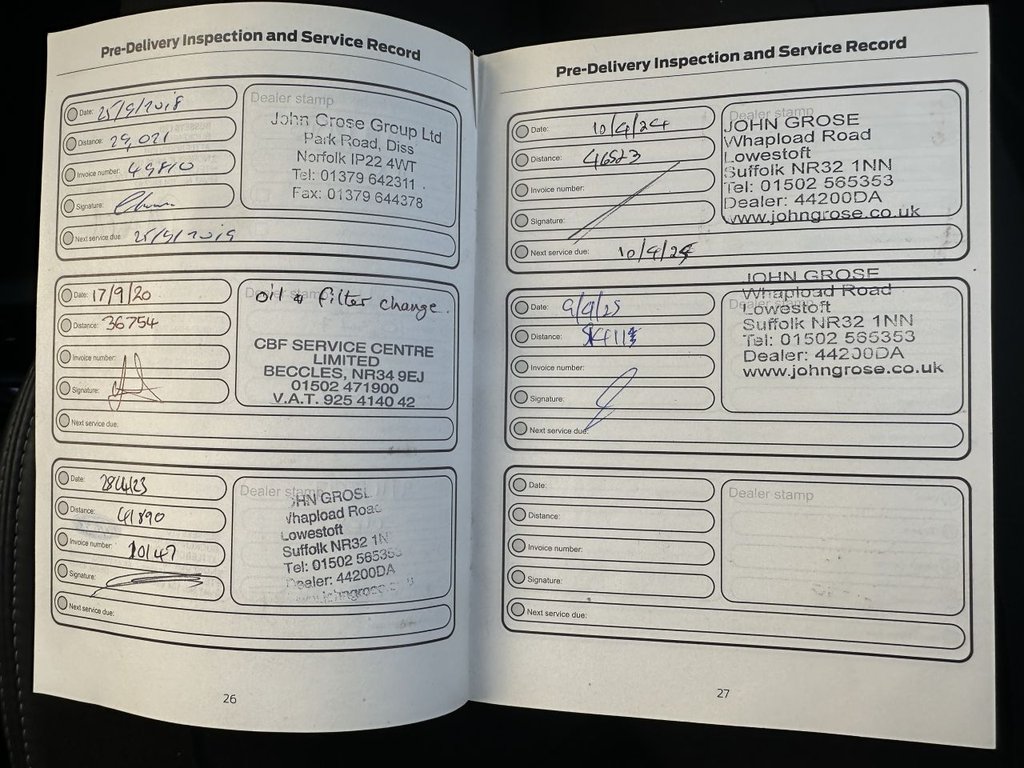 Pre-Delivery Inspection and Service Record
Date: 25/9/2018
Distance: 29,021
Invoice number: 49810
Signature:
Next service due: 25/9/2019
Dealer stamp
John Grose Group Ltd
Park Road, Diss
Norfolk IP22 4WT
Tel: 01379 642311
Fax: 01379 644378
Date: 17/9/20
Distance: 36754
Invoice number:
Signature:
Next service due:
oil & filter change.
CBF SERVICE CENTRE
LIMITED
BECCLES, NR34 9EJ
01502 471900
V.A.T. 925 4140 42
Date:
Distance: 41890
Invoice number: 10147
Signature:
Next service due:
Dealer stamp
JHN GROSE
Whapload Road
Lowestoft
Suffolk NR32 1N
Tel: 01502 56535
Dealer: 44200DA
26
Pre-Delivery Inspection and Service Record
Date: 10/4/24
Distance: 46523
Invoice number:
Signature:
Next service due: 10/4/24
Dealer stamp
JOHN GROSE
Whapload Road
Lowestoft
Suffolk NR32 1NN
Tel: 01502 565353
Dealer: 44200DA
www.johngrose.co.uk
Date: 9/9/25
Distance:
Invoice number:
Signature:
Next service due:
JOHN GROSE
Whapload Road
Lowestoft
Suffolk NR32 1NN
Tel: 01502 565353
Dealer: 44200DA
www.johngrose.co.uk
Date:
Distance:
Invoice number:
Signature:
Next service due:
Dealer stamp
27